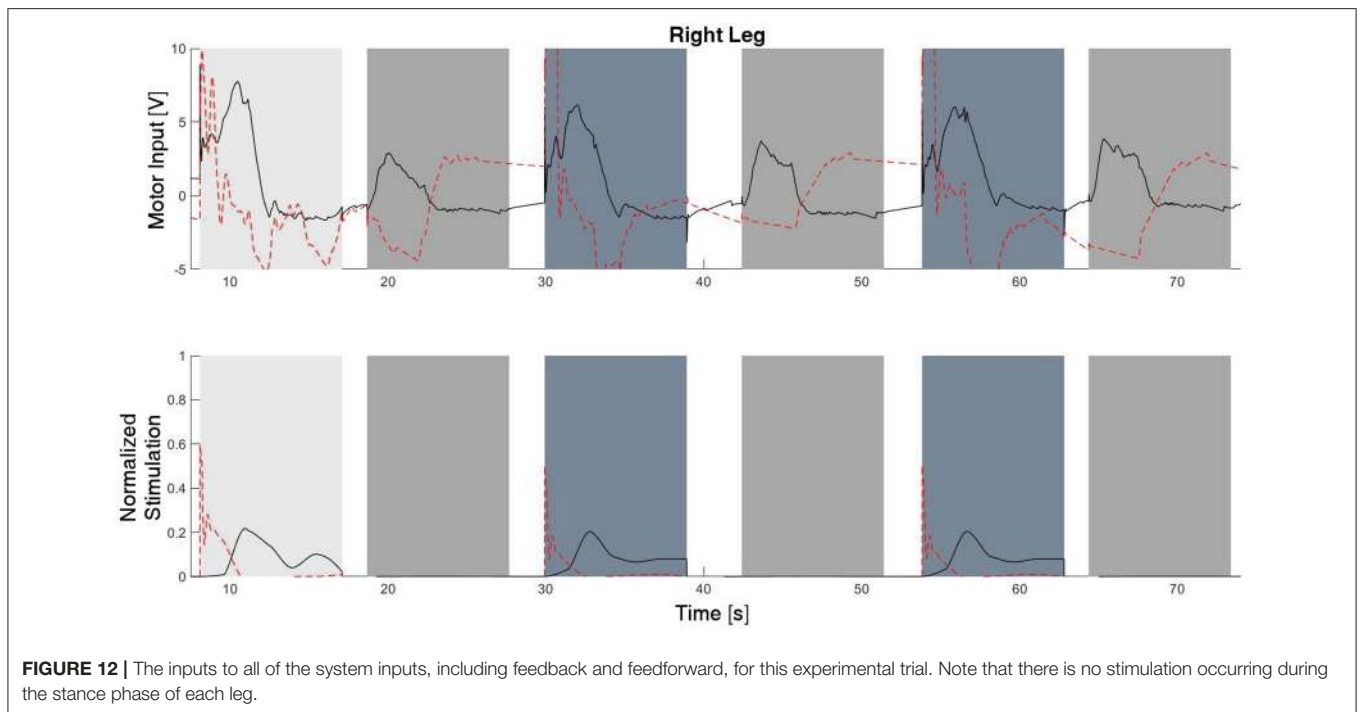 Right Leg
Motor Input [V]
10
5
0
-5
10 20 30 40 50 60 70
Normalized
Stimulation
1
0.8
0.6
0.4
0.2
0
10 20 30 40 50 60 70
Time [s]
FIGURE 12 | The inputs to all of the system inputs, including feedback and feedforward, for this experimental trial. Note that there is no stimulation occurring during
the stance phase of each leg.